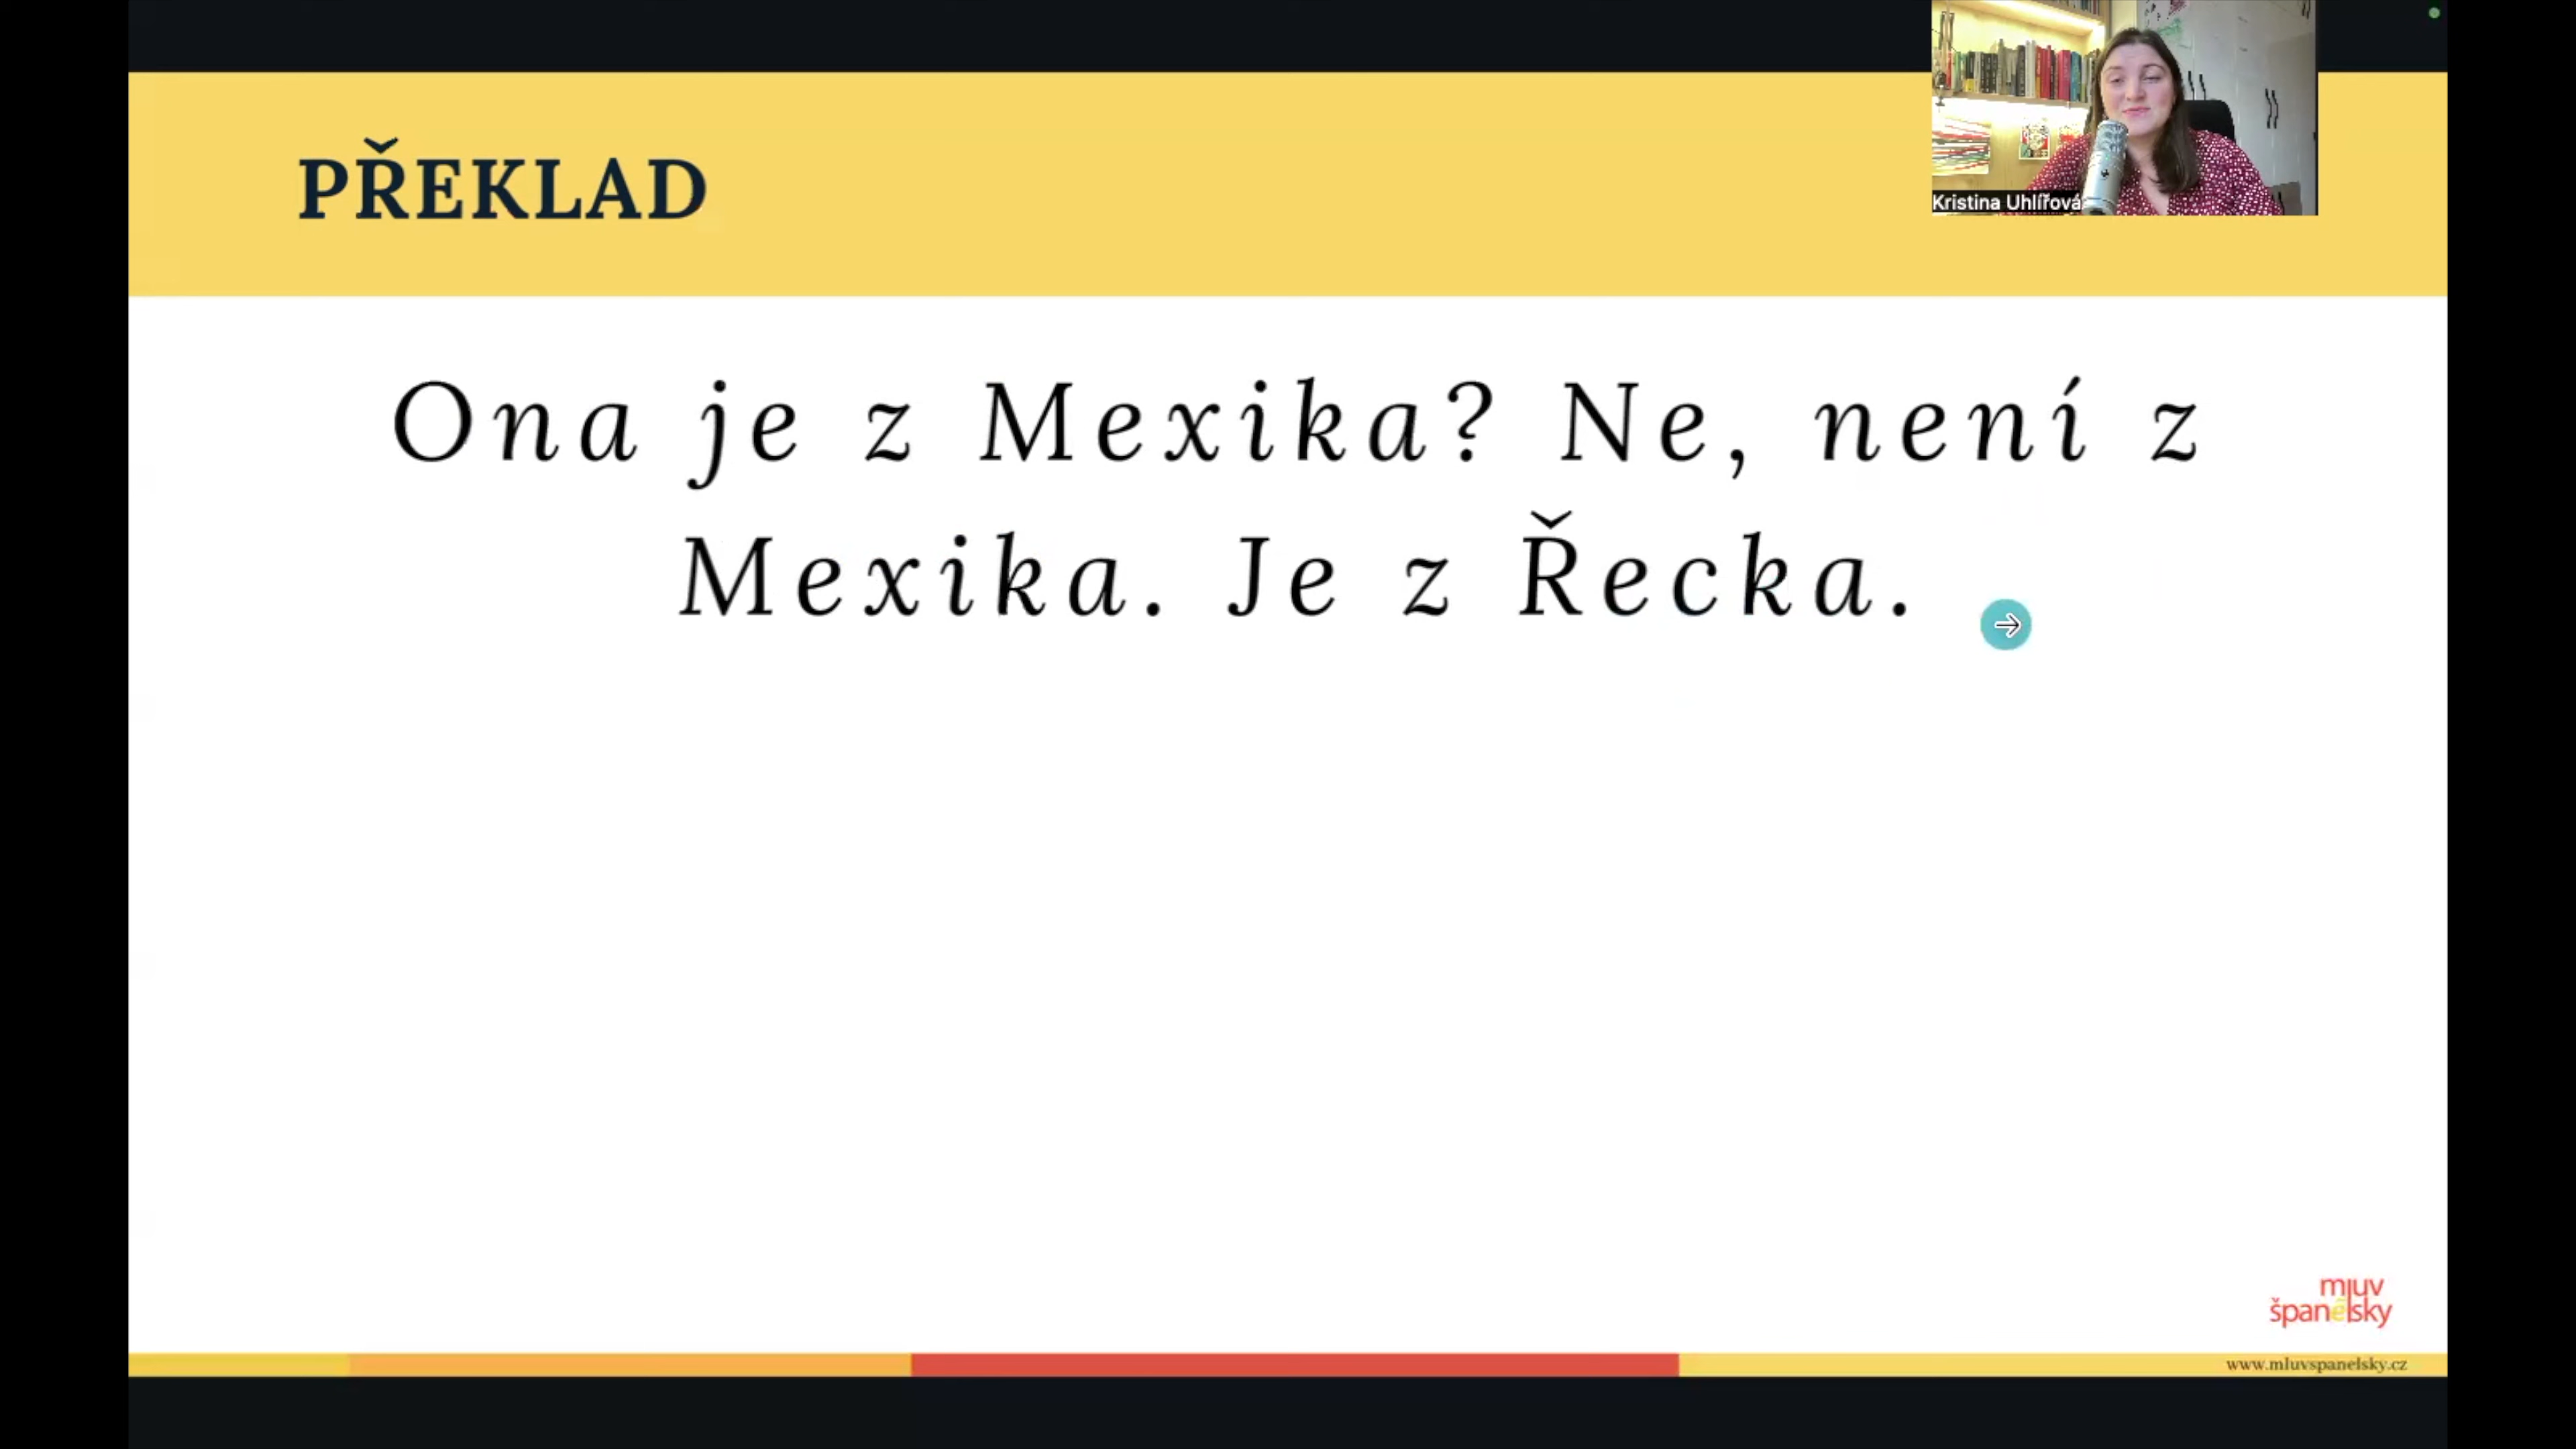 PŘEKLAD
Kristina Uhlířová
Ona je z Mexika? Ne, není z
Mexika. Je z Řecka.
mluv
španělsky
www.mluvspanelsky.cz